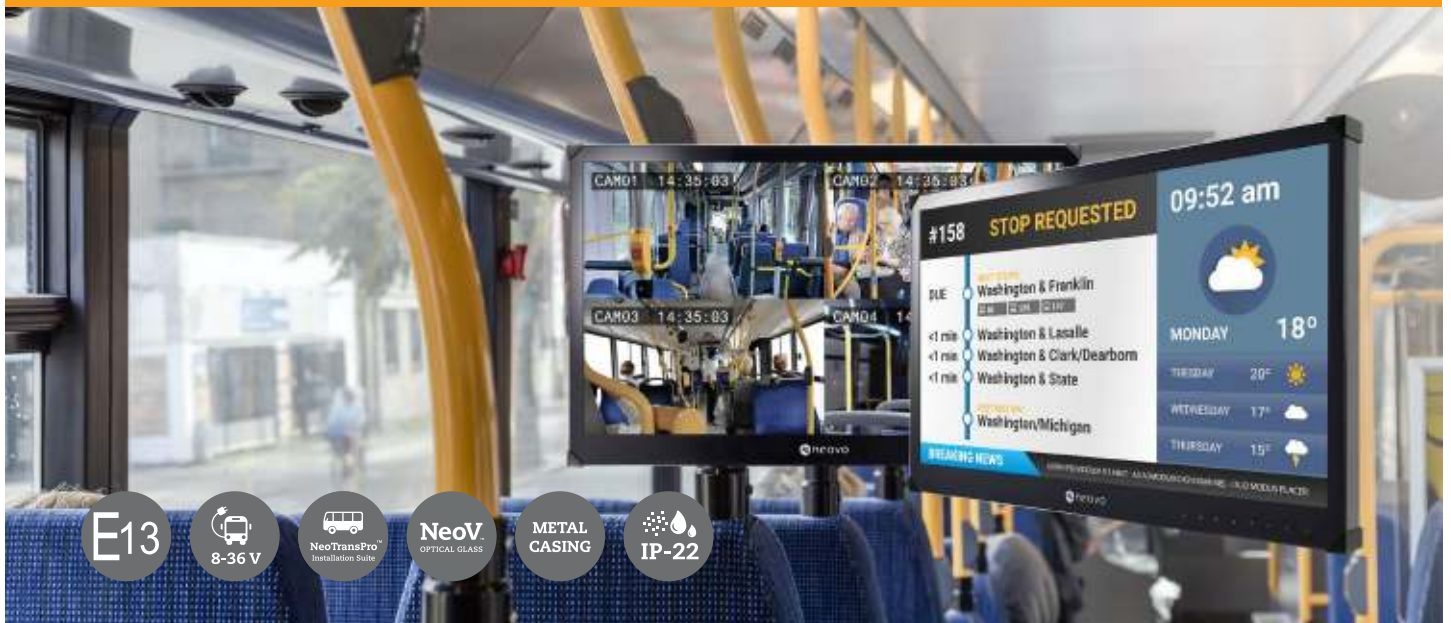 CAM01 14:35:03
CAM02 14:35:03
CAM03 14:35:03
CAM04 14
neovo
#158 STOP REQUESTED
DUE Washington & Franklin
<1 min Washington & Lasalle
<1 min Washington & Clark/Dearborn
<1 min Washington & State
Washington/Michigan
BREAKING NEWS
09:52 am
MONDAY 18°
TUESDAY 20°
WEDNESDAY 17°
THURSDAY 15°
neovo
E13
8-36 V
NeoTransPro™
Installation Suite
NeoV™
OPTICAL GLASS
METAL
CASING
IP-22